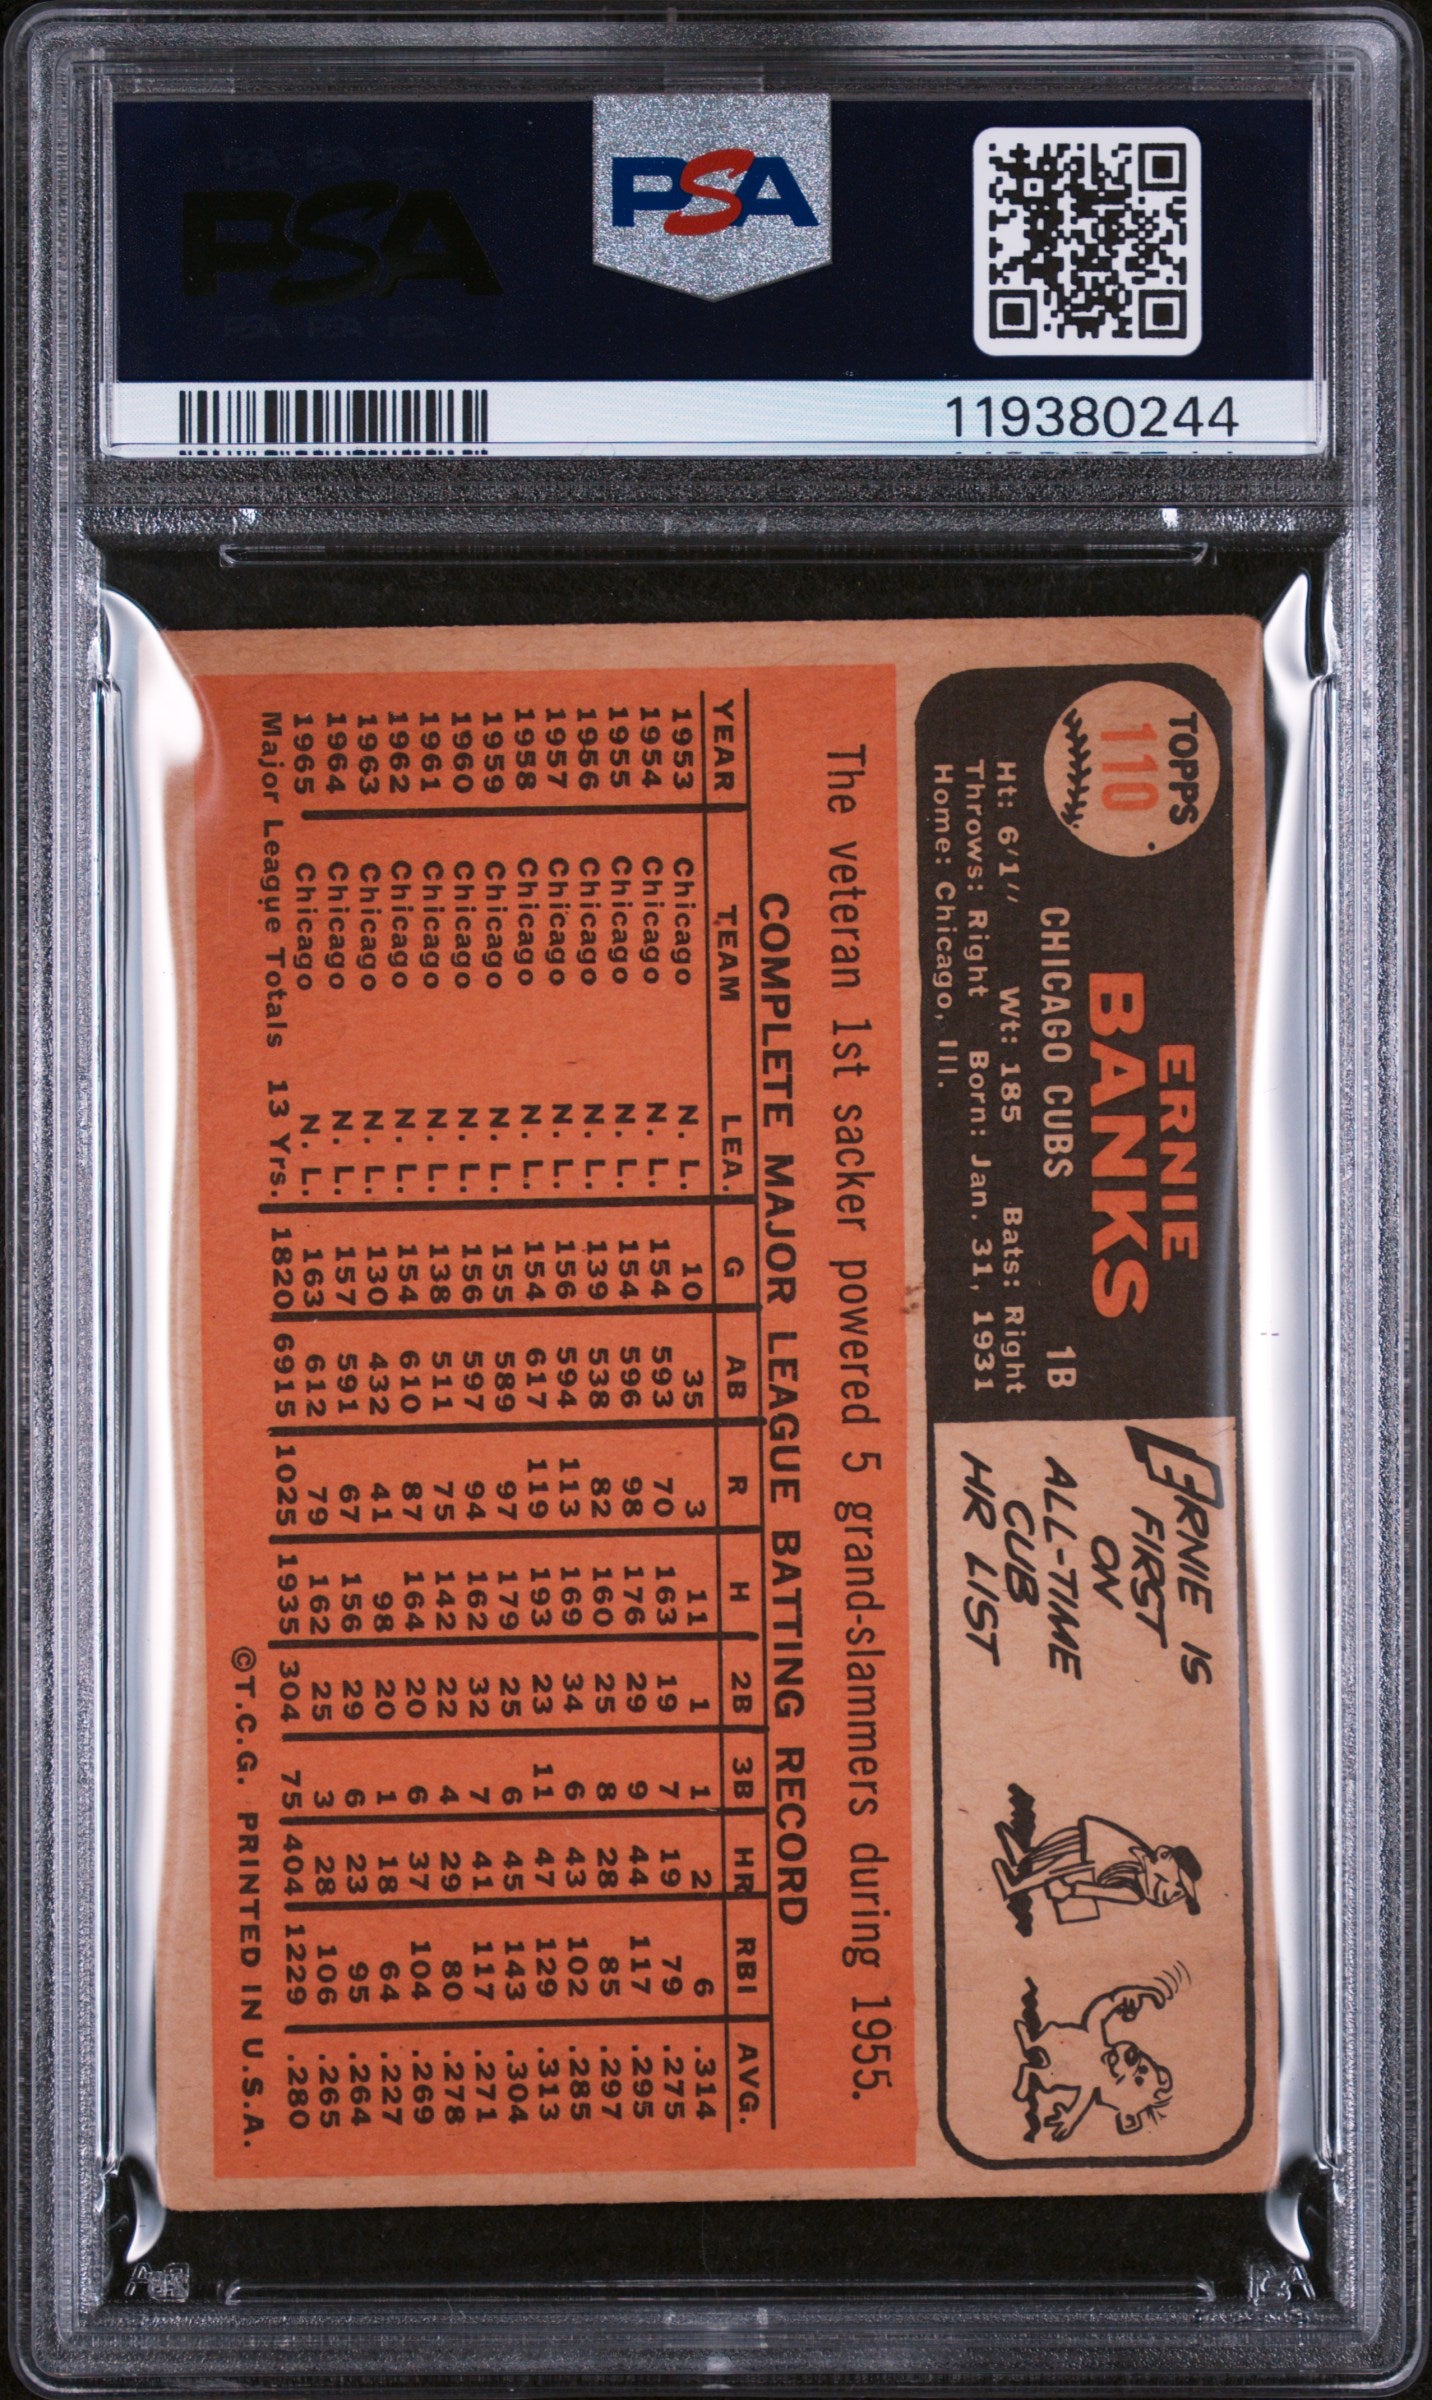 PSA
PSA
119380244
TOPPS
110
ERNIE
BANKS
CHICAGO CUBS 1B
Ht: 6'1" Wt: 185 Bats: Right
Throws: Right Born: Jan. 31, 1931
Home: Chicago, Ill.
ERNIE IS
FIRST
ON
ALL-TIME
CUB
HR LIST
The veteran 1st sacker powered 5 grand-slammers during 1955.
COMPLETE MAJOR LEAGUE BATTING RECORD
YEAR TEAM LEA. G AB R H 2B 3B HR RBI AVG.
1953 Chicago N. L. 10 35 3 11 1 1 2 6 .314
1954 Chicago N. L. 154 593 70 163 19 7 19 79 .275
1955 Chicago N. L. 154 596 98 176 29 9 44 117 .295
1956 Chicago N. L. 139 538 82 160 25 8 28 85 .297
1957 Chicago N. L. 156 594 113 169 34 6 43 102 .285
1958 Chicago N. L. 154 617 119 193 23 11 47 129 .313
1959 Chicago N. L. 155 589 97 179 25 6 45 143 .304
1960 Chicago N. L. 156 597 94 162 32 7 41 117 .271
1961 Chicago N. L. 138 511 75 142 22 4 29 80 .278
1962 Chicago N. L. 154 610 87 164 20 6 37 104 .269
1963 Chicago N. L. 130 432 41 98 20 1 18 64 .227
1964 Chicago N. L. 157 591 67 156 29 6 23 95 .264
1965 Chicago N. L. 163 612 79 162 25 3 28 106 .265
Major League Totals 13 Yrs. 1820 6915 1025 1935 304 75 404 1229 .280
©T.C.G. PRINTED IN U.S.A.
PSA